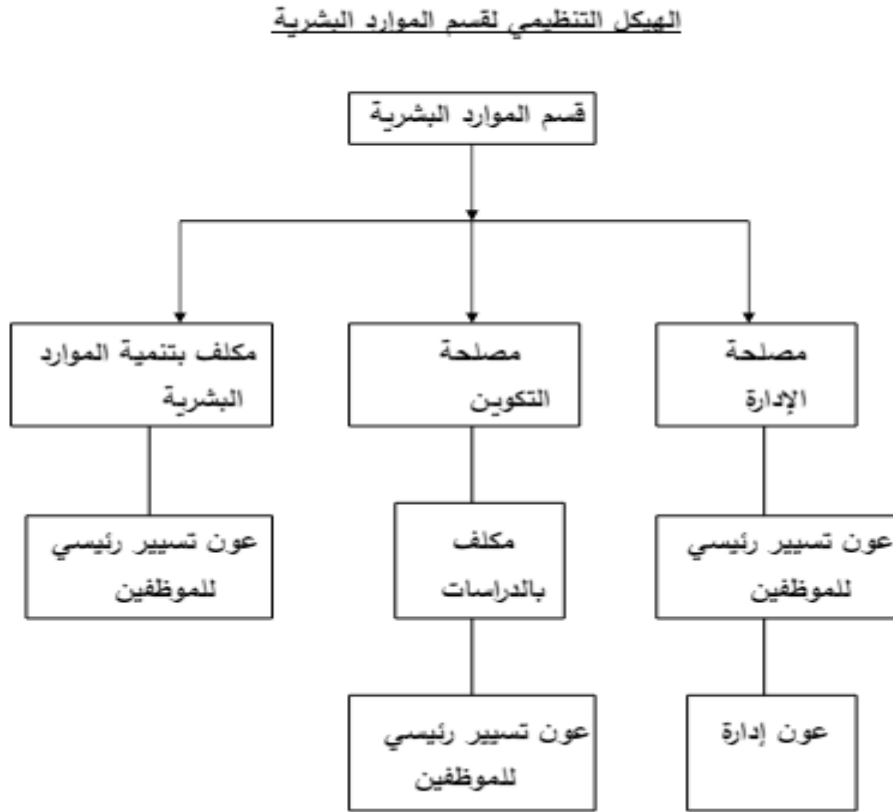 الهيكل التنظيمي لقسم الموارد البشرية
قسم الموارد البشرية
مصلحة
الإدارة
مصلحة
التكوين
مكلف بتنمية الموارد
البشرية
عون تسيير رئيسي
للموظفين
مكلف
بالدراسات
عون تسيير رئيسي
للموظفين
عون إدارة
عون تسيير رئيسي
للموظفين